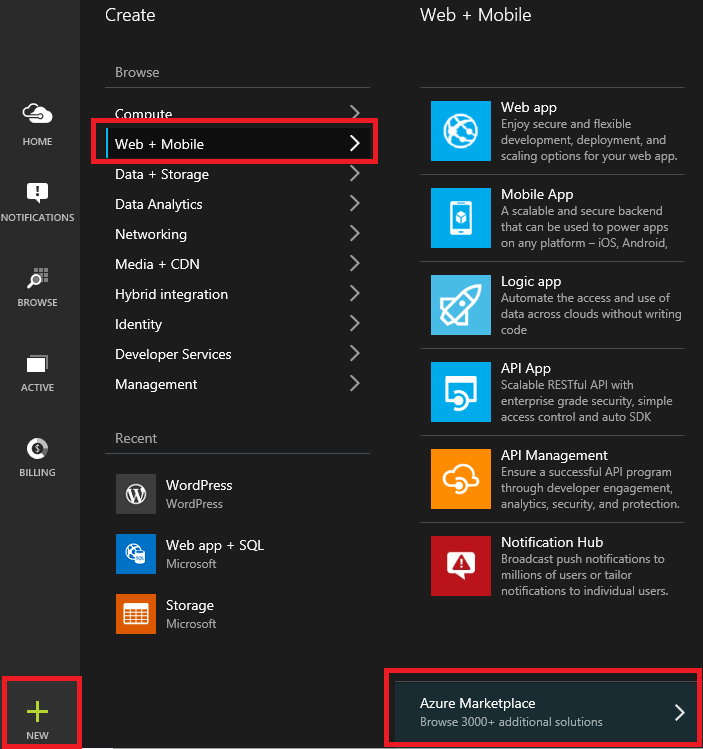 HOME
NOTIFICATIONS
BROWSE
ACTIVE
BILLING
NEW
Create
Browse
Compute
Web + Mobile
Data + Storage
Data Analytics
Networking
Media + CDN
Hybrid integration
Identity
Developer Services
Management
Recent
WordPress
WordPress
Web app + SQL
Microsoft
Storage
Microsoft
Web + Mobile
Web app
Enjoy secure and flexible
development, deployment, and
scaling options for your web app.
Mobile App
A scalable and secure backend
that can be used to power apps
on any platform – iOS, Android,
Logic app
Automate the access and use of
data across clouds without writing
code
API App
Scalable RESTful API with
enterprise grade security, simple
access control and auto SDK
API Management
Ensure a successful API program
through developer engagement,
analytics, security, and protection.
Notification Hub
Broadcast push notifications to
millions of users or tailor
notifications to individual users.
Azure Marketplace
Browse 3000+ additional solutions